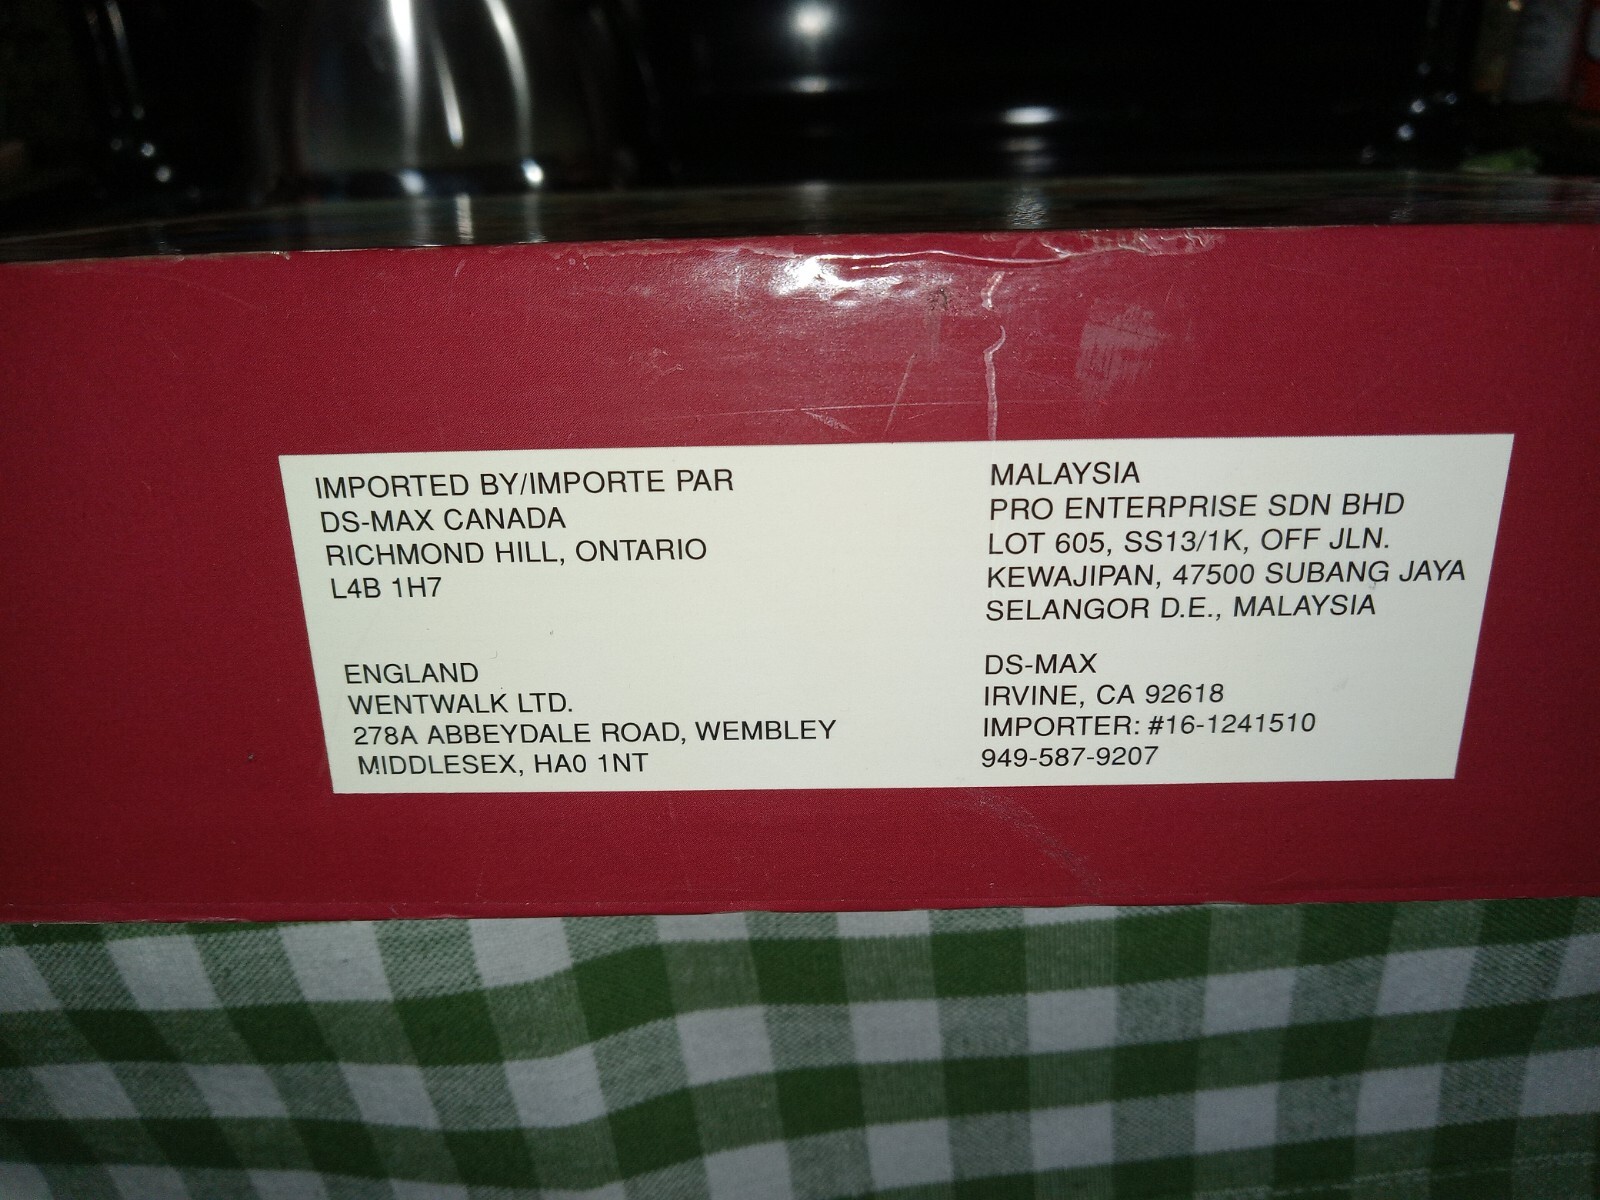 IMPORTED BY/IMPORTE PAR
DS-MAX CANADA
RICHMOND HILL, ONTARIO
L4B 1H7
ENGLAND
WENTWALK LTD.
278A ABBEYDALE ROAD, WEMBLEY
MIDDLESEX, HA0 1NT
MALAYSIA
PRO ENTERPRISE SDN BHD
LOT 605, SS13/1K, OFF JLN.
KEWAJIPAN, 47500 SUBANG JAYA
SELANGOR D.E., MALAYSIA
DS-MAX
IRVINE, CA 92618
IMPORTER: #16-1241510
949-587-9207